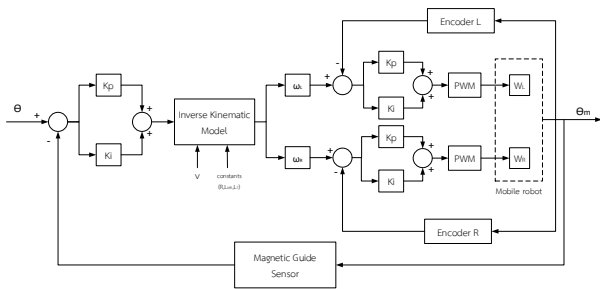 Encoder L
Kp
Ki
PWM
WL
ωL
θ
Kp
Ki
Inverse Kinematic
Model
V
constants
ωR
Kp
Ki
PWM
WR
Mobile robot
θm
Encoder R
Magnetic Guide
Sensor
+
-
+
+
+
-
+
+
+
-
+
+